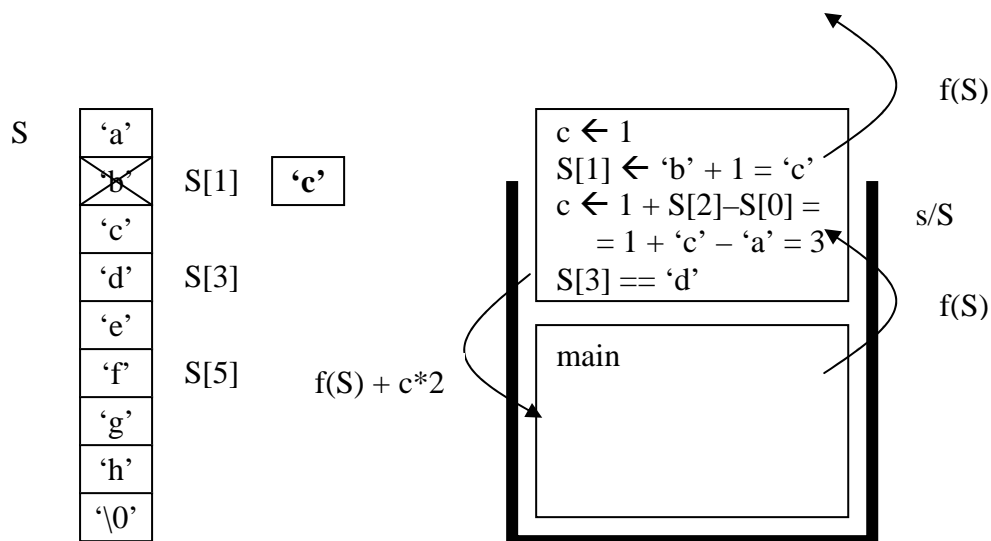 S
‘a’
‘b’
S[1]
‘c’
‘c’
‘d’
S[3]
‘e’
‘f’
S[5]
‘g’
‘h’
‘\0’
f(S)
c ← 1
S[1] ← ‘b’ + 1 = ‘c’
c ← 1 + S[2]–S[0] =
= 1 + ‘c’ – ‘a’ = 3
S[3] == ‘d’
s/S
f(S)
f(S) + c*2
main